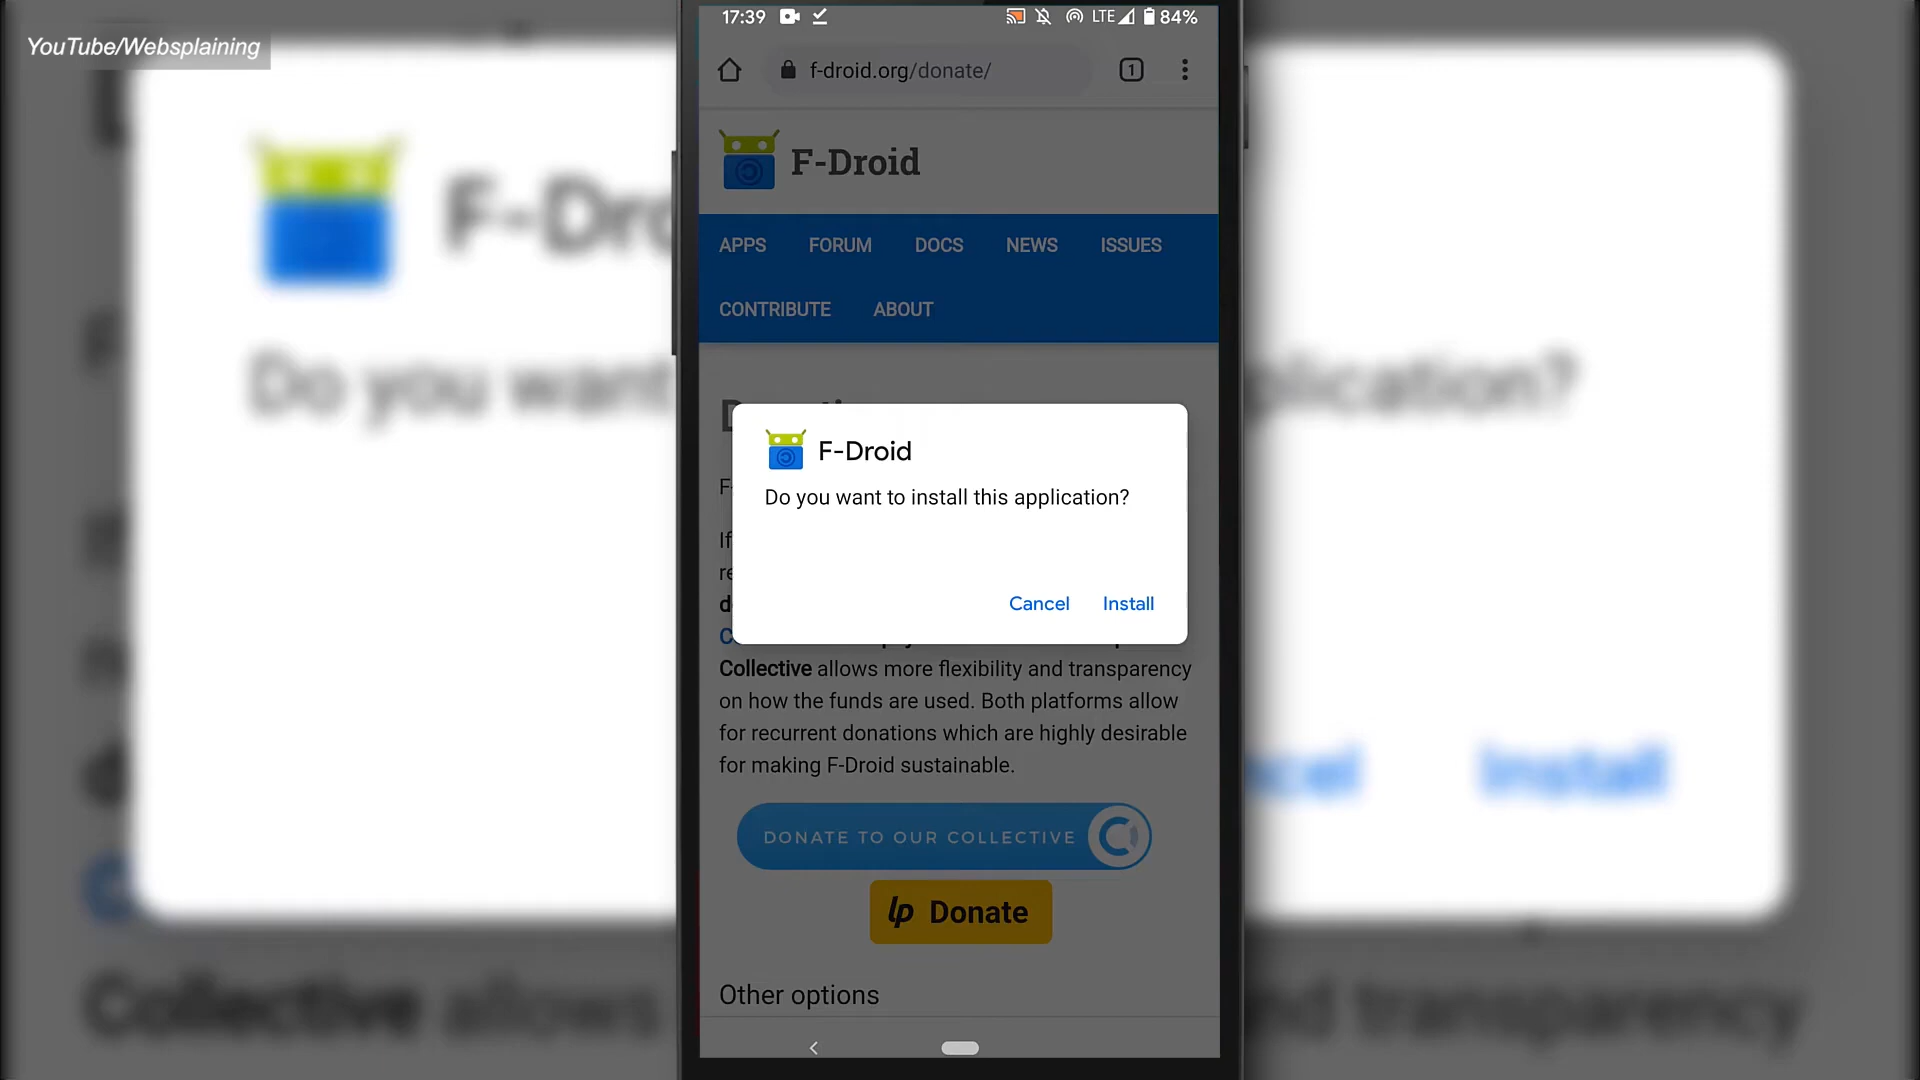 YouTube/Websplaining
17:39 LTE 84%
f-droid.org/donate/ 1
F-Droid
APPS FORUM DOCS NEWS ISSUES
CONTRIBUTE ABOUT
F-Droid
Do you want to install this application?
Cancel Install
Collective allows more flexibility and transparency
on how the funds are used. Both platforms allow
for recurrent donations which are highly desirable
for making F-Droid sustainable.
DONATE TO OUR COLLECTIVE
lp Donate
Other options